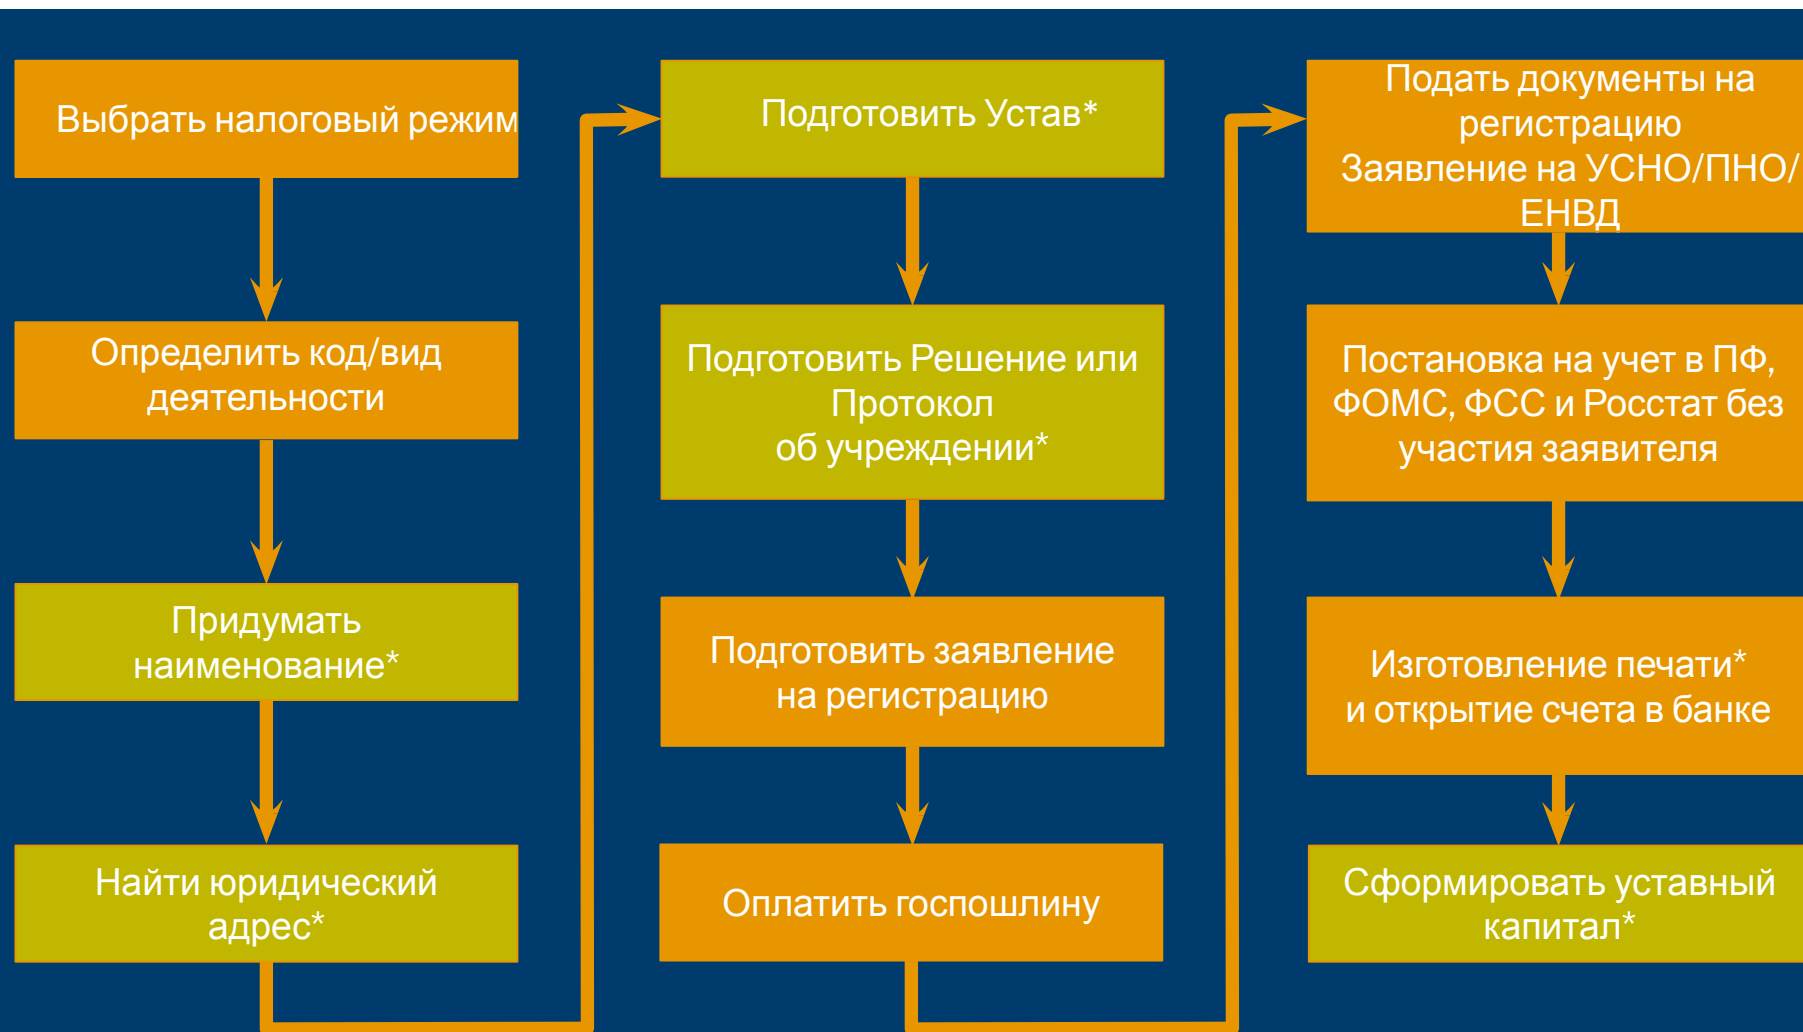 Выбрать налоговый режим
Определить код/вид
деятельности
Придумать
наименование*
Найти юридический
адрес*
Подготовить Устав*
Подготовить Решение или
Протокол
об учреждении*
Подготовить заявление
на регистрацию
Оплатить госпошлину
Подать документы на
регистрацию
Заявление на УСНО/ПНО/
ЕНВД
Постановка на учет в ПФ,
ФОМС, ФСС и Росстат без
участия заявителя
Изготовление печати*
и открытие счета в банке
Сформировать уставный
капитал*